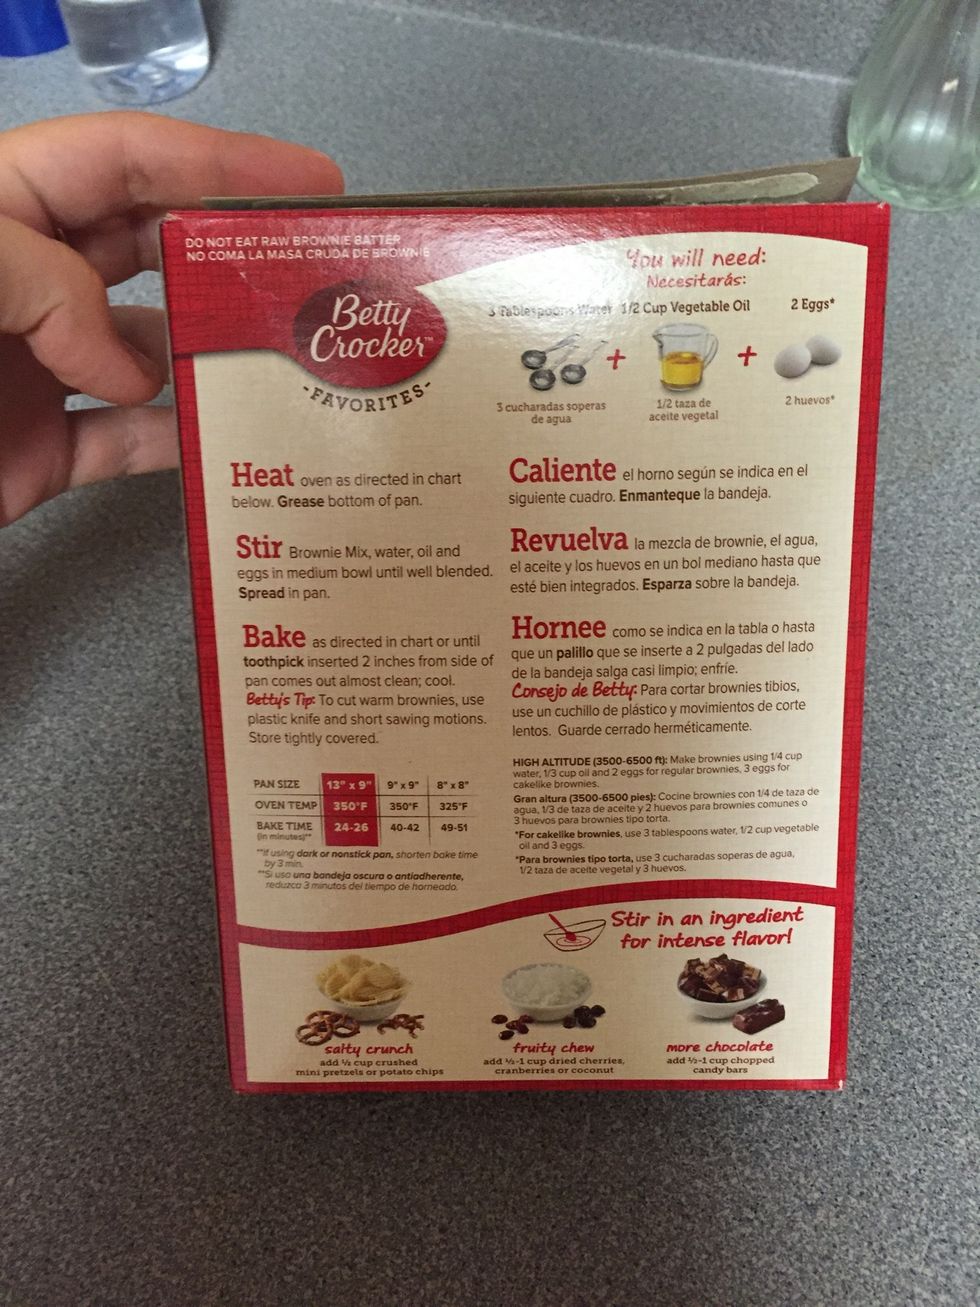 DO NOT EAT RAW BROWNIE BATTER
NO COMA LA MASA CRUDA DE BROWNIE
Betty
Crocker™
-FAVORITES-
You will need:
Necesitarás:
3 Tablespoons Water 1/2 Cup Vegetable Oil 2 Eggs*
+ +
3 cucharadas soperas
de agua
1/2 taza de
aceite vegetal
2 huevos*
Heat oven as directed in chart
below. Grease bottom of pan.
Stir Brownie Mix, water, oil and
eggs in medium bowl until well blended.
Spread in pan.
Bake as directed in chart or until
toothpick inserted 2 inches from side of
pan comes out almost clean; cool.
Betty's Tip: To cut warm brownies, use
plastic knife and short sawing motions.
Store tightly covered.
Caliente el horno según se indica en el
siguiente cuadro. Enmanteque la bandeja.
Revuelva la mezcla de brownie, el agua,
el aceite y los huevos en un bol mediano hasta que
esté bien integrados. Esparza sobre la bandeja.
Hornee como se indica en la tabla o hasta
que un palillo que se inserte a 2 pulgadas del lado
de la bandeja salga casi limpio; enfríe.
Consejo de Betty: Para cortar brownies tibios,
use un cuchillo de plástico y movimientos de corte
lentos. Guarde cerrado herméticamente.
PAN SIZE 13" x 9" 9" x 9" 8" x 8"
OVEN TEMP 350°F 350°F 325°F
BAKE TIME 24-26 40-42 49-51
(in minutes)**
**If using dark or nonstick pan, shorten bake time
by 3 min.
**Si usa una bandeja oscura o antiadherente,
reduzca 3 minutos del tiempo de horneado.
HIGH ALTITUDE (3500-6500 ft): Make brownies using 1/4 cup
water, 1/3 cup oil and 2 eggs for regular brownies, 3 eggs for
cakelike brownies.
Gran altura (3500-6500 pies): Cocine brownies con 1/4 de taza de
agua, 1/3 de taza de aceite y 2 huevos para brownies comunes o
3 huevos para brownies tipo torta.
*For cakelike brownies, use 3 tablespoons water, 1/2 cup vegetable
oil and 3 eggs.
*Para brownies tipo torta, use 3 cucharadas soperas de agua,
1/2 taza de aceite vegetal y 3 huevos.
Stir in an ingredient
for intense flavor!
salty crunch
add ½ cup crushed
mini pretzels or potato chips
fruity chew
add ½-1 cup dried cherries,
cranberries or coconut
more chocolate
add ½-1 cup chopped
candy bars